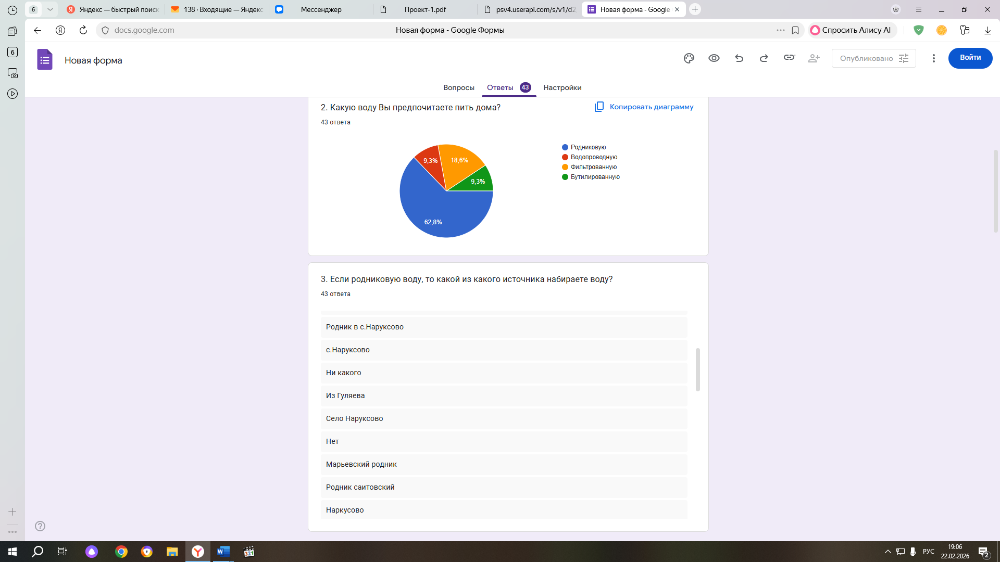 6
Яндекс — быстрый поиск
138 · Входящие — Яндекс
Мессенджер
Проект-1.pdf
psv4.userapi.com/s/v1/d2
Новая форма - Google
docs.google.com
Новая форма - Google Формы
Спросить Алису AI
6
Новая форма
Опубликовано
Войти
Вопросы
Ответы 43
Настройки
2. Какую воду Вы предпочитаете пить дома?
Копировать диаграмму
43 ответа
9,3%
18,6%
9,3%
62,8%
Родниковую
Водопроводную
Фильтрованную
Бутилированную
3. Если родниковую воду, то какой из какого источника набираете воду?
43 ответа
Родник в с.Наруксово
с.Наруксово
Ни какого
Из Гуляева
Село Наруксово
Нет
Марьевский родник
Родник саитовский
Наркусово
321
РУС
19:06
22.02.2026
2